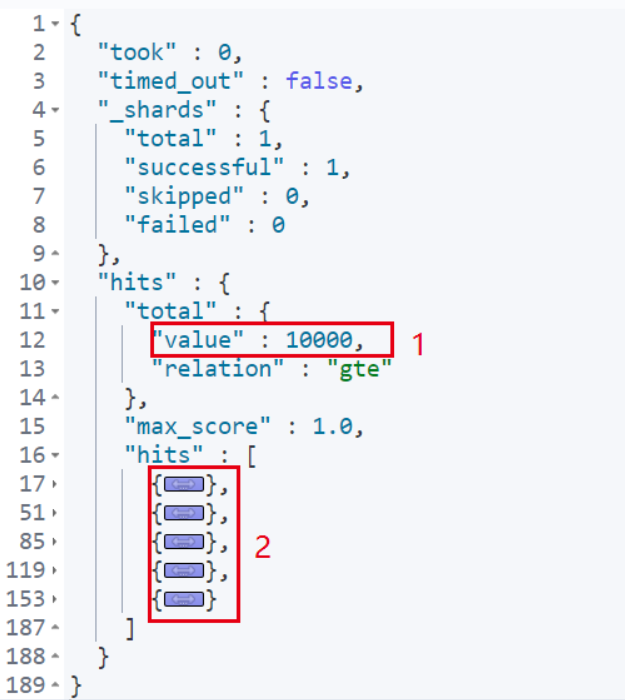 1 {
2 "took" : 0,
3 "timed_out" : false,
4 "_shards" : {
5 "total" : 1,
6 "successful" : 1,
7 "skipped" : 0,
8 "failed" : 0
9 },
10 "hits" : {
11 "total" : {
12 "value" : 10000, 1
13 "relation" : "gte"
14 },
15 "max_score" : 1.0,
16 "hits" : [
17 {},
51 {},
85 {}, 2
119 {},
153 {}
187 ]
188 }
189 }